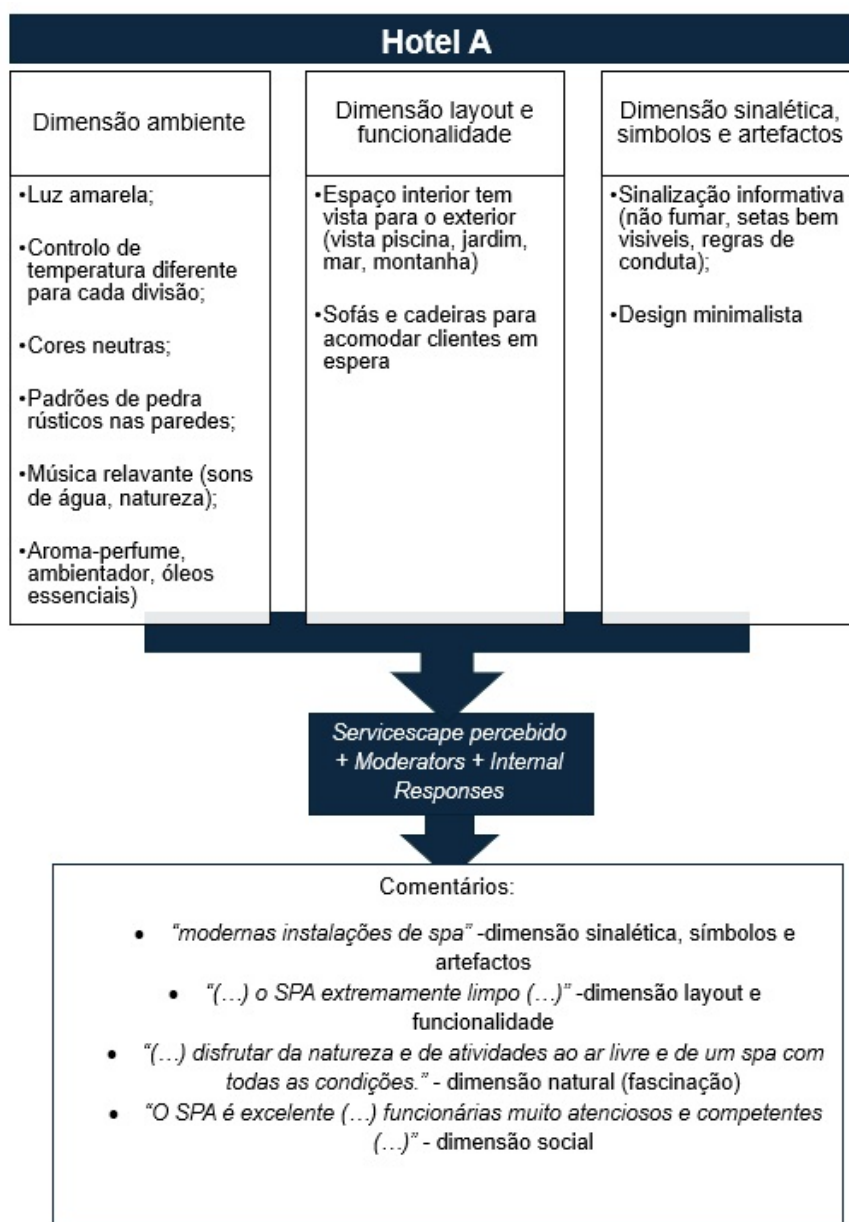 Hotel A
Dimensão ambiente
•Luz amarela;
•Controlo de
temperatura diferente
para cada divisão;
•Cores neutras;
•Padrões de pedra
rústicos nas paredes;
•Música relavante (sons
de água, natureza);
•Aroma-perfume,
ambientador, óleos
essenciais)
Dimensão layout e
funcionalidade
•Espaço interior tem
vista para o exterior
(vista piscina, jardim,
mar, montanha)
•Sofás e cadeiras para
acomodar clientes em
espera
Dimensão sinalética,
simbolos e artefactos
•Sinalização informativa
(não fumar, setas bem
visiveis, regras de
conduta);
•Design minimalista
Servicescape percebido
+ Moderators + Internal
Responses
Comentários:
• “modernas instalações de spa” -dimensão sinalética, símbolos e
artefactos
• “(…) o SPA extremamente limpo (…)” -dimensão layout e
funcionalidade
• “(…) disfrutar da natureza e de atividades ao ar livre e de um spa com
todas as condições.” - dimensão natural (fascinação)
• “O SPA é excelente (…) funcionárias muito atenciosos e competentes
(…)” - dimensão social